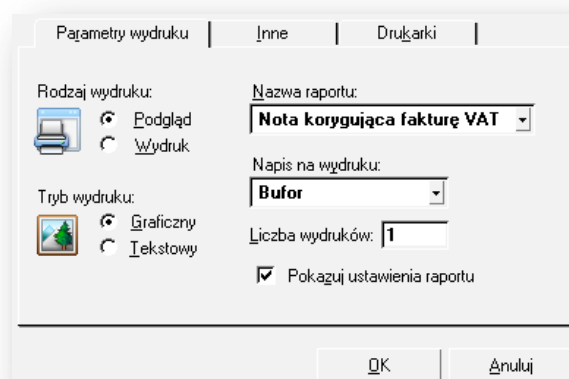 Parametry wydruku Inne Drukarki
Rodzaj wydruku:
Podgląd
Wydruk
Tryb wydruku:
Graficzny
Tekstowy
Nazwa raportu:
Nota korygująca fakturę VAT
Napis na wydruku:
Bufor
Liczba wydruków: 1
Pokazuj ustawienia raportu
OK Anuluj